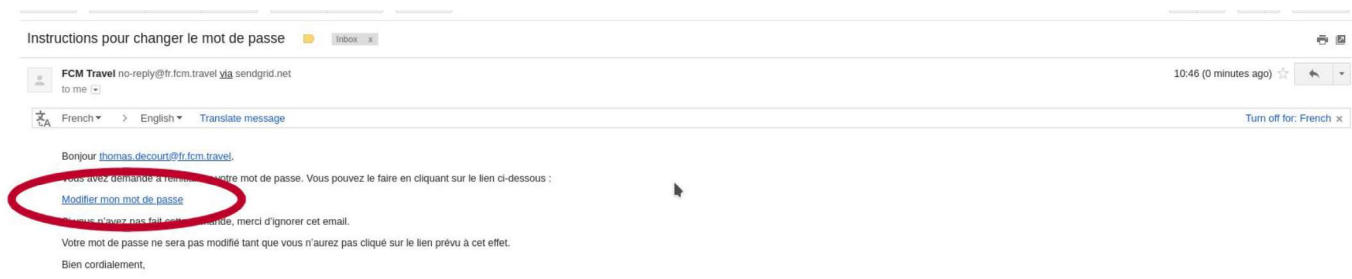 Instructions pour changer le mot de passe Inbox x
FCM Travel no-reply@fr.fcm.travel via sendgrid.net 10:46 (0 minutes ago)
to me
French > English Translate message Turn off for: French x
Bonjour thomas.decourt@fr.fcm.travel,
Vous avez demandé à réinitialiser votre mot de passe. Vous pouvez le faire en cliquant sur le lien ci-dessous :
Modifier mon mot de passe
Si vous n'avez pas fait cette demande, merci d'ignorer cet email.
Votre mot de passe ne sera pas modifié tant que vous n'aurez pas cliqué sur le lien prévu à cet effet.
Bien cordialement,